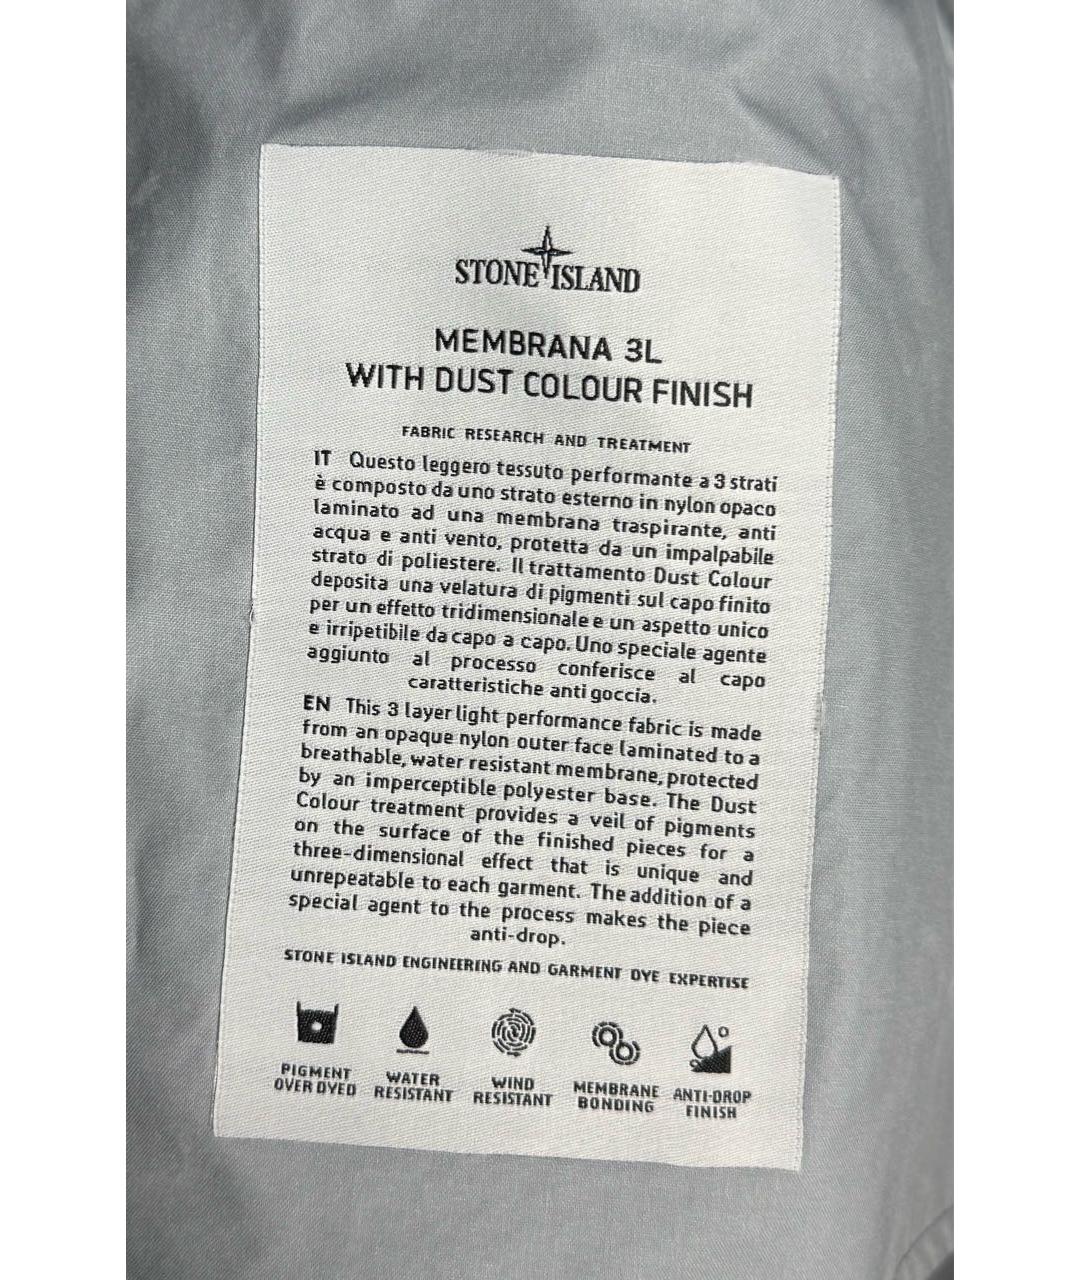 STONE ISLAND
MEMBRANA 3L
WITH DUST COLOUR FINISH
FABRIC RESEARCH AND TREATMENT
IT Questo leggero tessuto performante a 3 strati
è composto da uno strato esterno in nylon opaco
laminato ad una membrana traspirante, anti
acqua e anti vento, protetta da un impalpabile
strato di poliestere. Il trattamento Dust Colour
deposita una velatura di pigmenti sul capo finito
per un effetto tridimensionale e un aspetto unico
e irripetibile da capo a capo. Uno speciale agente
aggiunto al processo conferisce al capo
caratteristiche anti goccia.
EN This 3 layer light performance fabric is made
from an opaque nylon outer face laminated to a
breathable, water resistant membrane, protected
by an imperceptible polyester base. The Dust
Colour treatment provides a veil of pigments
on the surface of the finished pieces for a
three-dimensional effect that is unique and
unrepeatable to each garment. The addition of a
special agent to the process makes the piece
anti-drop.
STONE ISLAND ENGINEERING AND GARMENT DYE EXPERTISE
PIGMENT
OVER DYED
WATER
RESISTANT
WIND
RESISTANT
MEMBRANE
BONDING
ANTI-DROP
FINISH